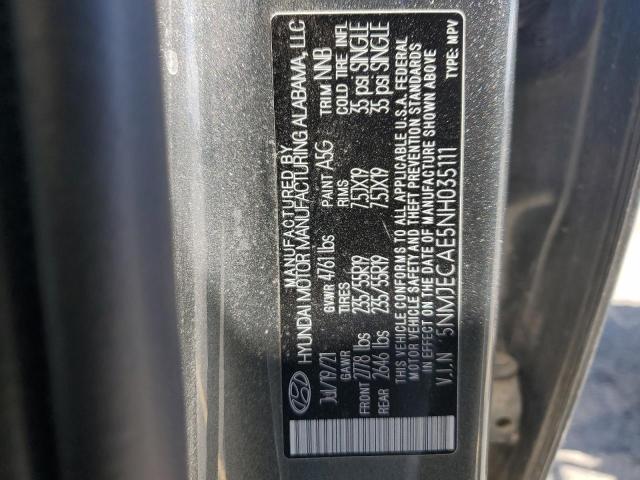 MANUFACTURED BY
HYUNDAI MOTOR MANUFACTURING ALABAMA, LLC
Jul/19/21 GVWR 4761 lbs PAINT A5G TRIM NNB
GAWR TIRES RIMS COLD TIRE INFL
FRONT 2778 lbs 235/55R19 7.5JX19 35 psi SINGLE
REAR 2646 lbs 235/55R19 7.5JX19 35 psi SINGLE
THIS VEHICLE CONFORMS TO ALL APPLICABLE U.S.A. FEDERAL
MOTOR VEHICLE SAFETY AND THEFT PREVENTION STANDARDS
IN EFFECT ON THE DATE OF MANUFACTURE SHOWN ABOVE
V.I.N 5NMJECAE5NH035111 TYPE: MPV